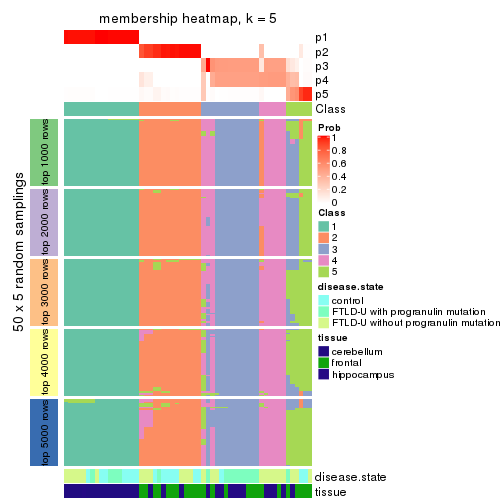 membership heatmap, k = 5
p1
p2
p3
p4
p5
Class
50 x 5 random samplings
top 1000 rows
top 2000 rows
top 3000 rows
top 4000 rows
top 5000 rows
disease.state
tissue
Prob
1
0.8
0.6
0.4
0.2
0
Class
1
2
3
4
5
disease.state
control
FTLD-U with progranulin mutation
FTLD-U without progranulin mutation
tissue
cerebellum
frontal
hippocampus